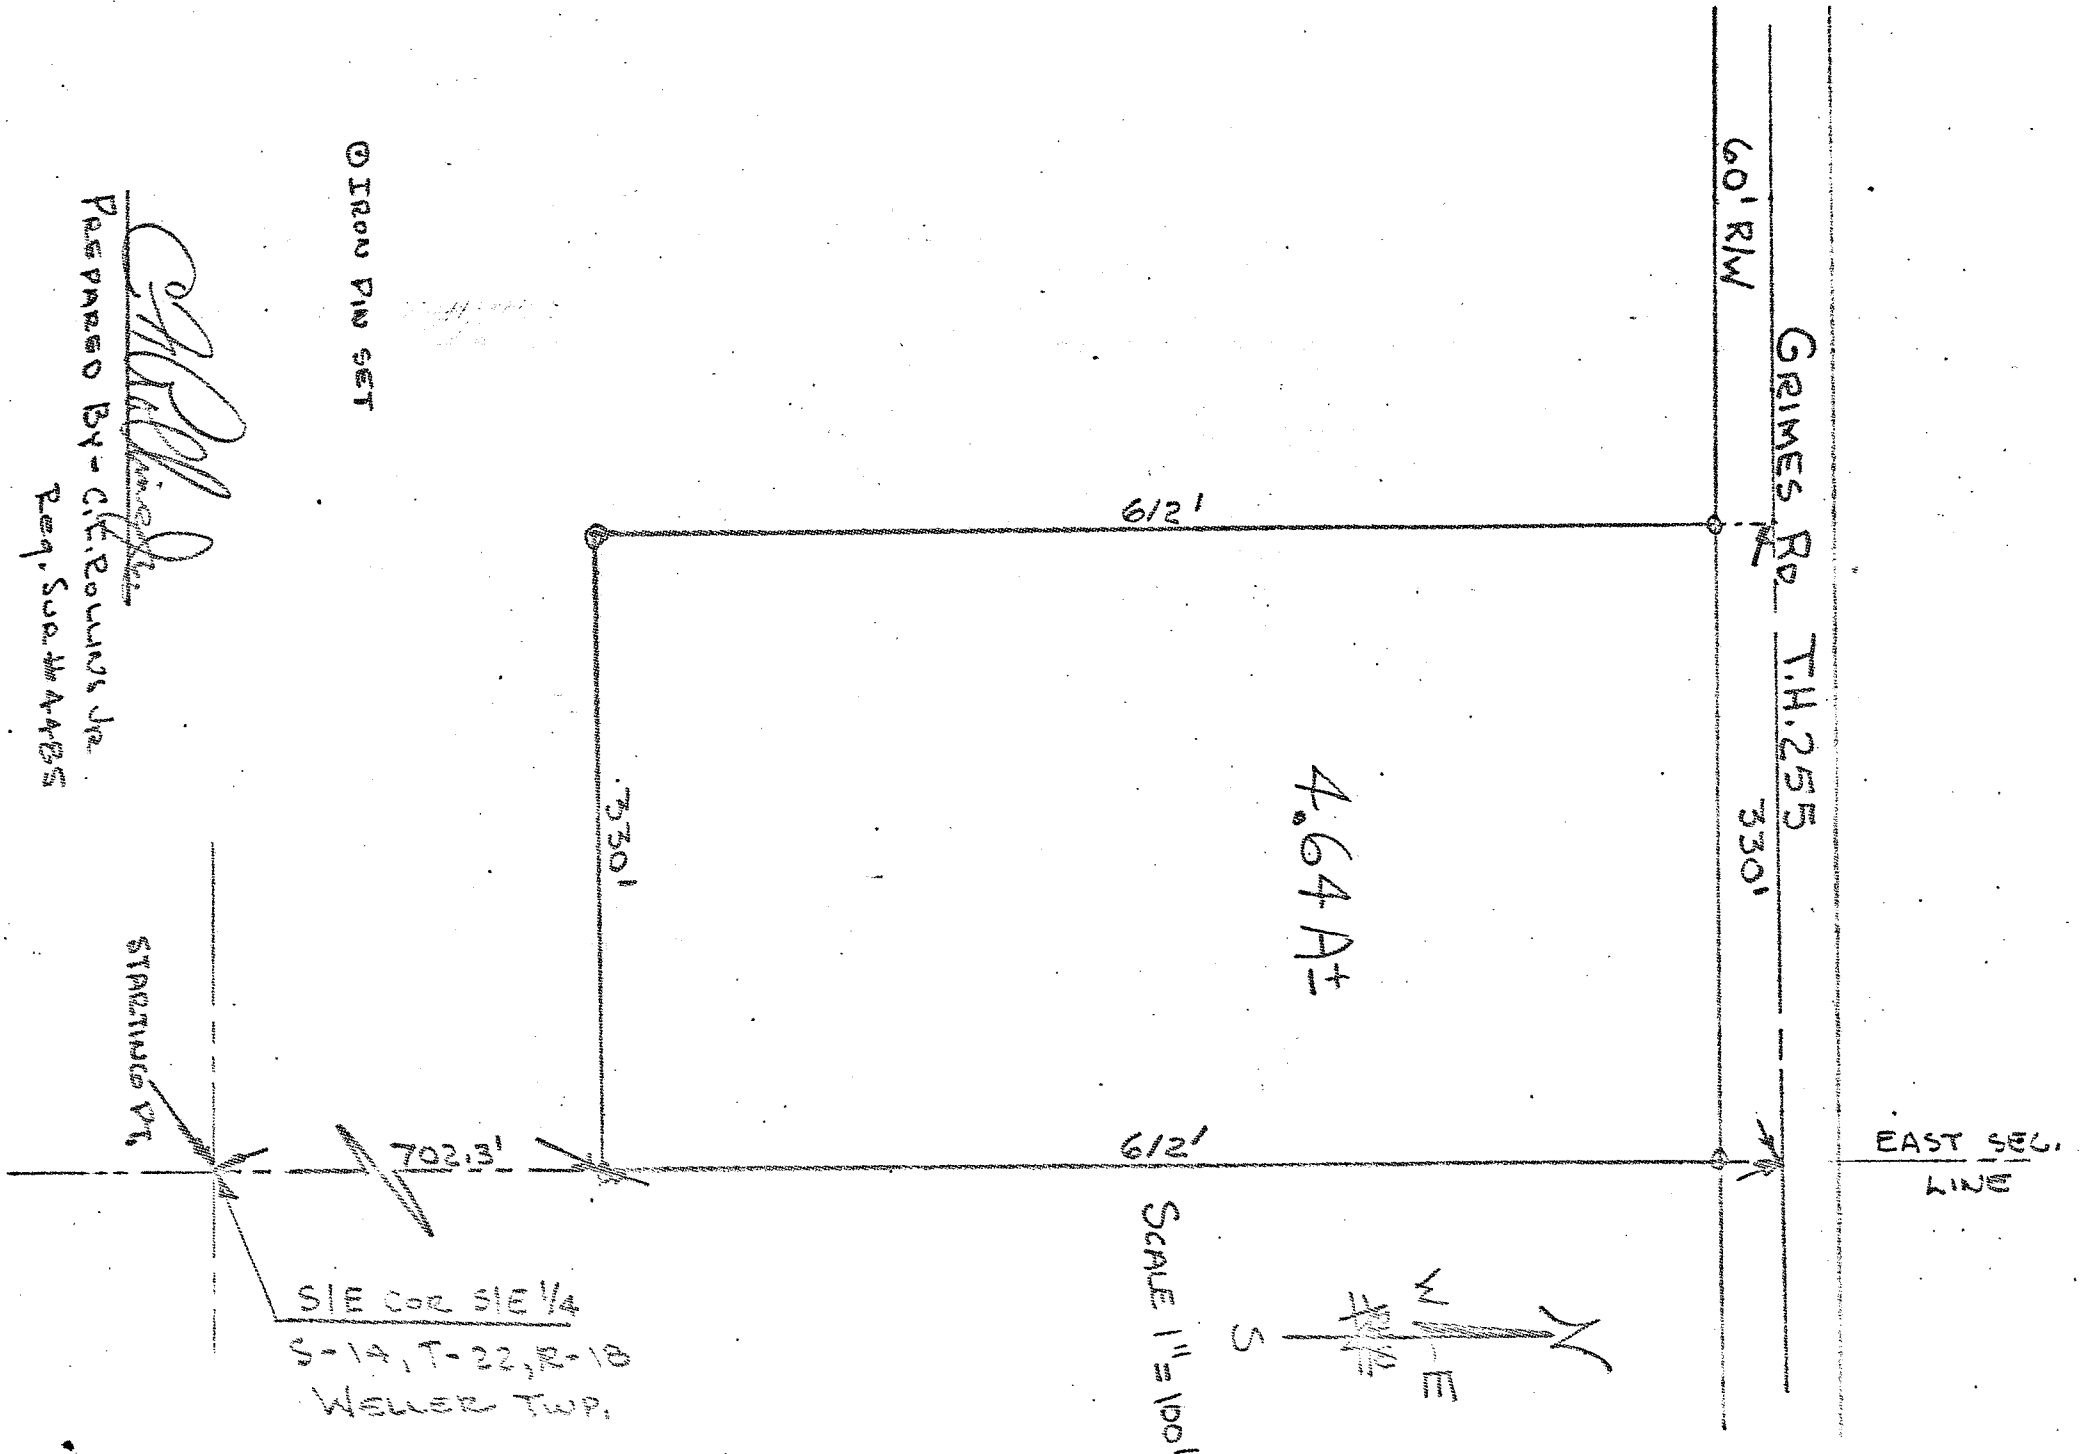 60' R/W
GRIMES RD T.H. 255
330'
EAST SEC.
LINE
612'
4.64 A±
612'
330'
702.3'
STARTING PT.
S/E COR S/E 1/4
S-14, T-22, R-18
WELLER TWP.
SCALE 1"=100'
N
W
E
S
⊙ IRON PIN SET
PREPARED BY - C.F. ROLLINS JR.
REG. SUR. # 4485